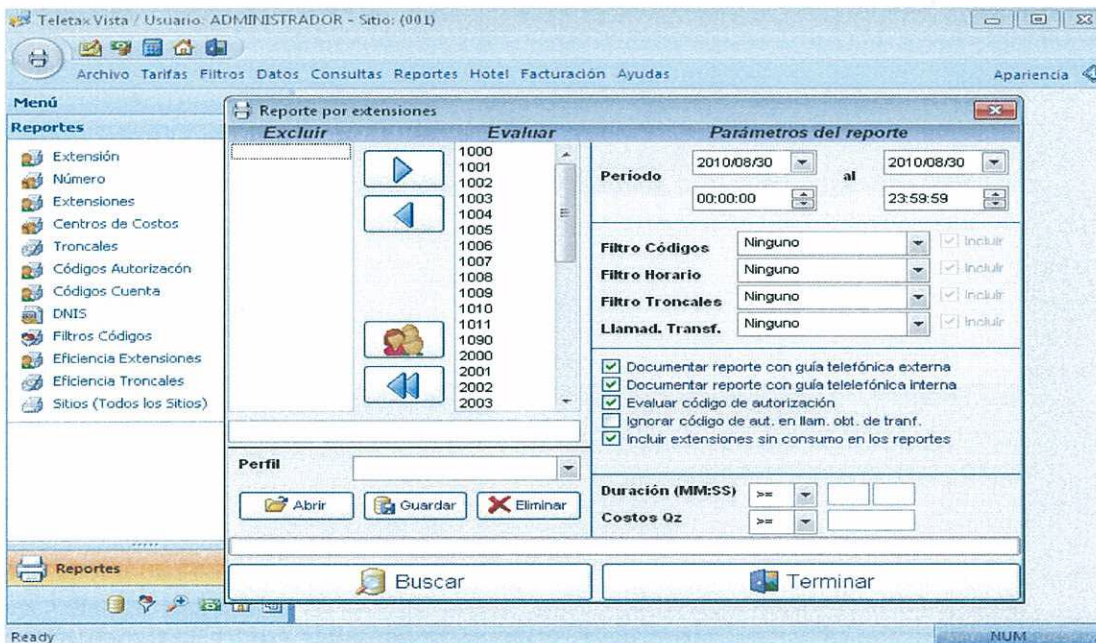 Teletax Vista / Usuario: ADMINISTRADOR - Sitio: (001)
Archivo Tarifas Filtros Datos Consultas Reportes Hotel Facturación Ayudas
Apariencia
Menú
Reportes
Extensión
Número
Extensiones
Centros de Costos
Troncales
Códigos Autorizacón
Códigos Cuenta
DNIS
Filtros Códigos
Eficiencia Extensiones
Eficiencia Troncales
Sitios (Todos los Sitios)
Reportes
Reporte por extensiones
Excluir
Evaluar
1000
1001
1002
1003
1004
1005
1006
1007
1008
1009
1010
1011
1090
2000
2001
2002
2003
Perfil
Abrir
Guardar
Eliminar
Parámetros del reporte
Período 2010/08/30 al 2010/08/30
00:00:00 23:59:59
Filtro Códigos Ninguno Incluir
Filtro Horario Ninguno Incluir
Filtro Troncales Ninguno Incluir
Llamad. Transf. Ninguno Incluir
Documentar reporte con guía telefónica externa
Documentar reporte con guía telelefónica interna
Evaluar código de autorización
Ignorar código de aut. en llam. obt. de tranf.
Incluir extensiones sin consumo en los reportes
Duración (MM:SS) >=
Costos Qz >=
Buscar
Terminar
Ready
NUM